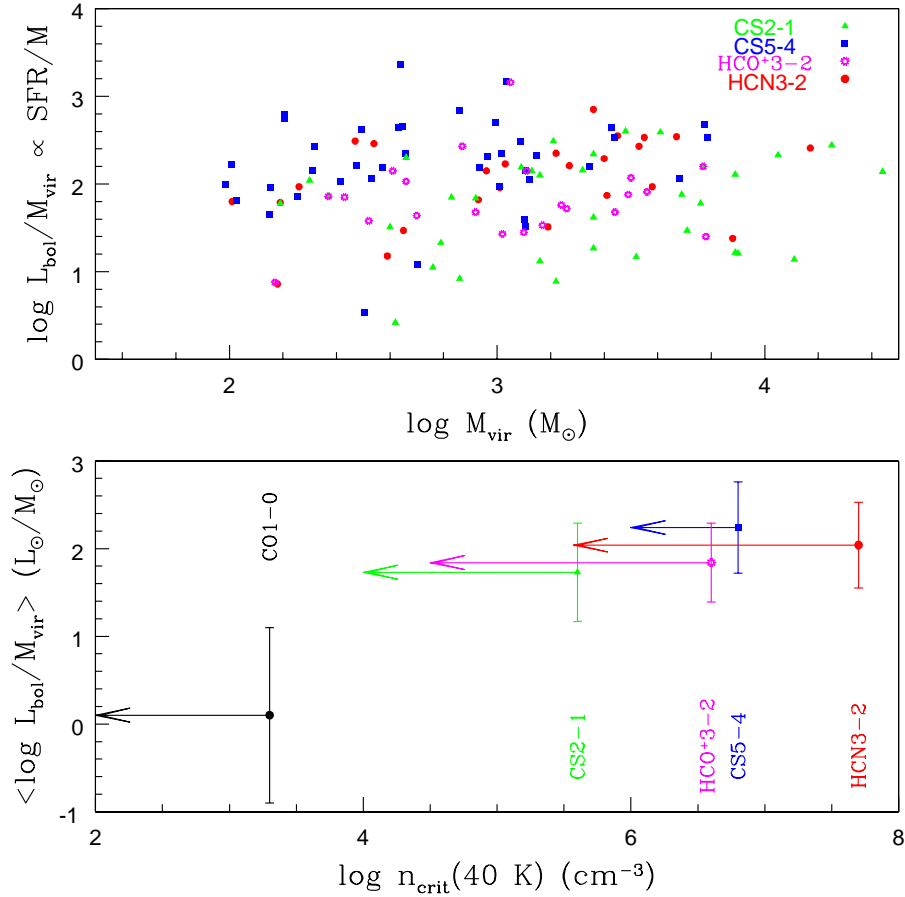 4
3
2
1
0
log L_bol/M_vir ∝ SFR/M
CS2-1
CS5-4
HCO⁺3-2
HCN3-2
2
3
4
log M_vir (M_⊙)
3
2
1
0
-1
<log L_bol/M_vir> (L_⊙/M_⊙)
CO1-0
CS2-1
HCO⁺3-2
CS5-4
HCN3-2
2
4
6
8
log n_crit(40 K) (cm⁻³)